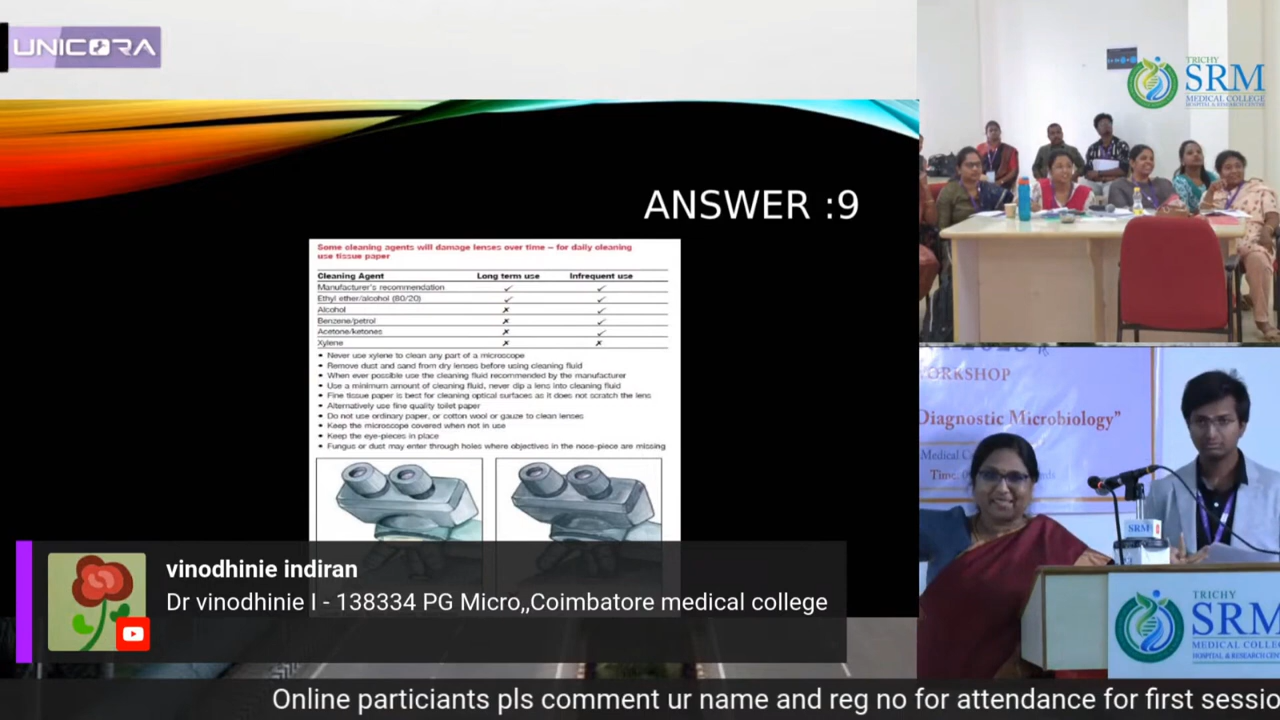 UNICORA
ANSWER :9
Some cleaning agents will damage lenses over time – for daily cleaning
use tissue paper
Cleaning Agent Long term use Infrequent use
Manufacturer's recommendation ✓ ✓
Ethyl ether/alcohol (80/20) ✓ ✓
Alcohol ✗ ✓
Benzene/petrol ✗ ✓
Acetone/ketones ✗ ✓
Xylene ✗ ✗
• Never use xylene to clean any part of a microscope
• Remove dust and sand from dry lenses before using cleaning fluid
• When ever possible use the cleaning fluid recommended by the manufacturer
• Use a minimum amount of cleaning fluid, never dip a lens into cleaning fluid
• Fine tissue paper is best for cleaning optical surfaces as it does not scratch the lens
• Alternatively use fine quality toilet paper
• Do not use ordinary paper, or cotton wool or gauze to clean lenses
• Keep the microscope covered when not in use
• Keep the eye-pieces in place
• Fungus or dust may enter through holes where objectives in the nose-piece are missing
vinodhinie indiran
Dr vinodhinie I - 138334 PG Micro,,Coimbatore medical college
Online particiants pls comment ur name and reg no for attendance for first sessio
TRICHY
SRM
MEDICAL COLLEGE
HOSPITAL & RESEARCH CENTRE
WORKSHOP
Diagnostic Microbiology"
Medical
Time.
SRM
TRICHY
SRM
MEDICAL COLLE
HOSPITAL & RESEARCH CEN